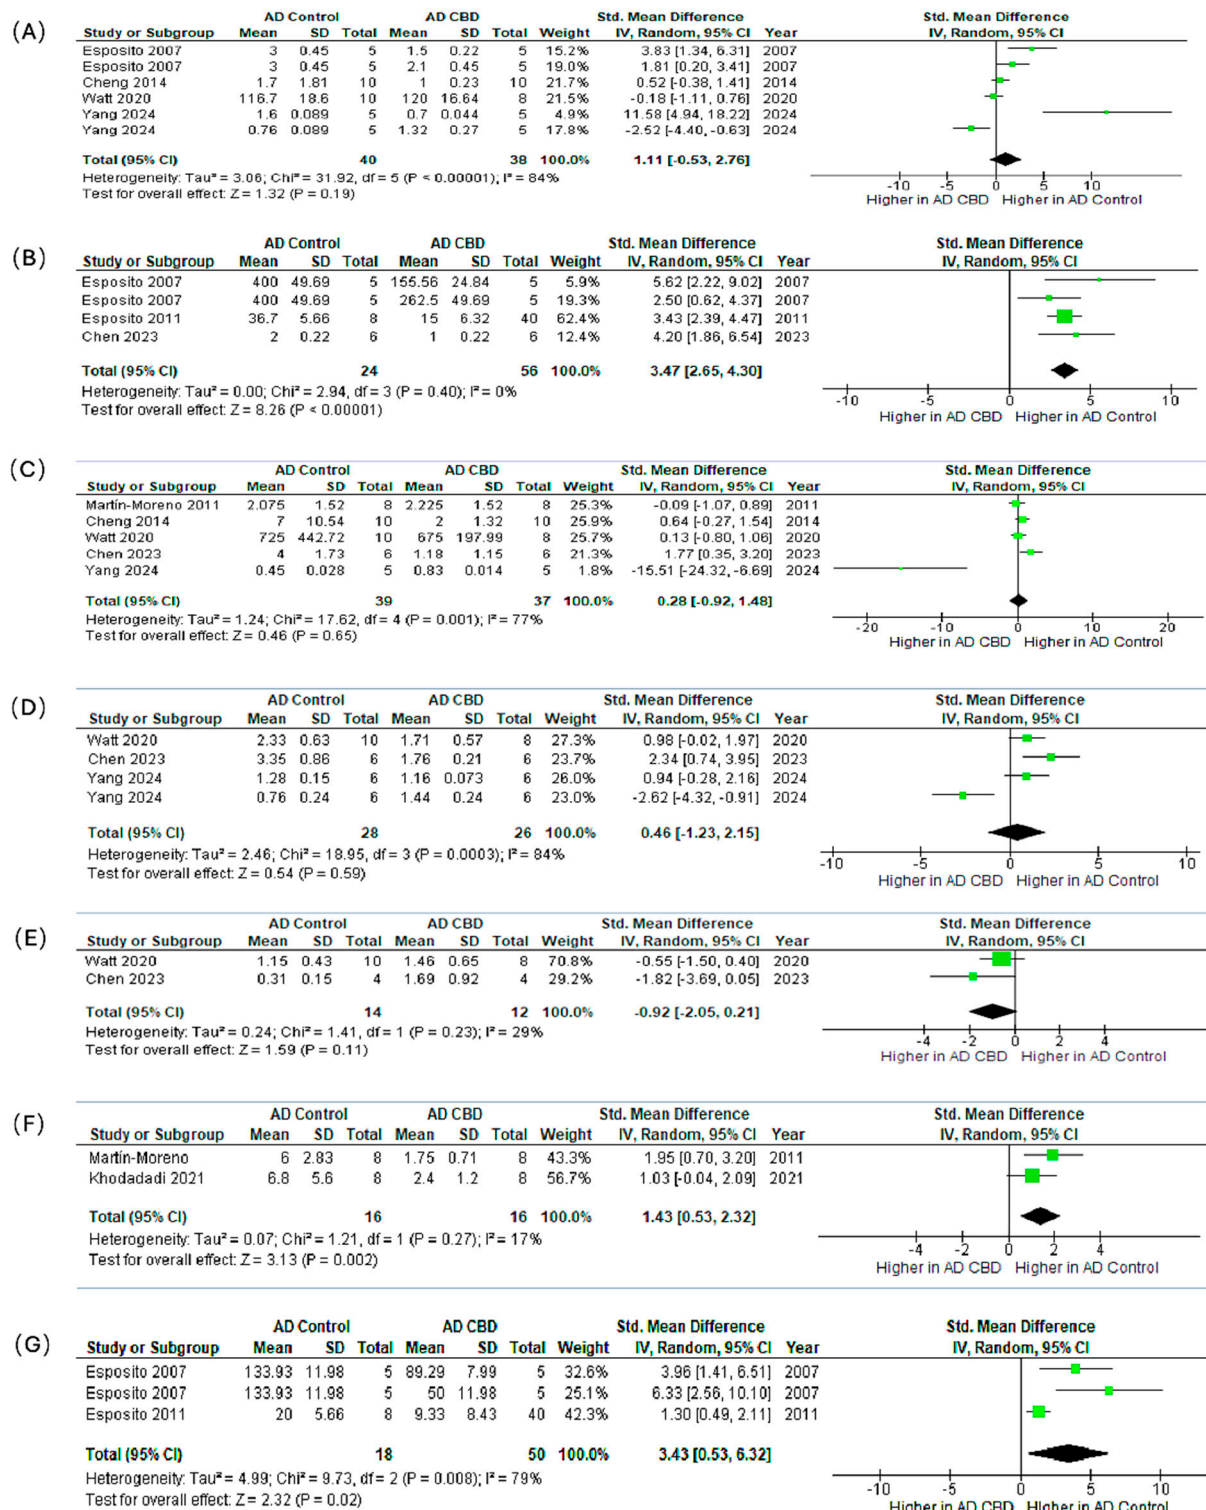 (A)
AD Control AD CBD Std. Mean Difference Std. Mean Difference
Study or Subgroup Mean SD Total Mean SD Total Weight IV, Random, 95% CI Year IV, Random, 95% CI
Esposito 2007 3 0.45 5 1.5 0.22 5 15.2% 3.83 [1.34, 6.31] 2007
Esposito 2007 3 0.45 5 2.1 0.45 5 19.0% 1.81 [0.20, 3.41] 2007
Cheng 2014 1.7 1.81 10 1 0.23 10 21.7% 0.52 [-0.38, 1.41] 2014
Watt 2020 116.7 18.6 10 120 16.64 8 21.5% -0.18 [-1.11, 0.76] 2020
Yang 2024 1.6 0.089 5 0.7 0.044 5 4.9% 11.58 [4.94, 18.22] 2024
Yang 2024 0.76 0.089 5 1.32 0.27 5 17.8% -2.52 [-4.40, -0.63] 2024
Total (95% CI) 40 38 100.0% 1.11 [-0.53, 2.76]
Heterogeneity: Tau² = 3.06; Chi² = 31.92, df = 5 (P < 0.00001); I² = 84%
Test for overall effect: Z = 1.32 (P = 0.19)
-10 -5 0 5 10
Higher in AD CBD Higher in AD Control
(B)
AD Control AD CBD Std. Mean Difference Std. Mean Difference
Study or Subgroup Mean SD Total Mean SD Total Weight IV, Random, 95% CI Year IV, Random, 95% CI
Esposito 2007 400 49.69 5 155.56 24.84 5 5.9% 5.62 [2.22, 9.02] 2007
Esposito 2007 400 49.69 5 262.5 49.69 5 19.3% 2.50 [0.62, 4.37] 2007
Esposito 2011 36.7 5.66 8 15 6.32 40 62.4% 3.43 [2.39, 4.47] 2011
Chen 2023 2 0.22 6 1 0.22 6 12.4% 4.20 [1.86, 6.54] 2023
Total (95% CI) 24 56 100.0% 3.47 [2.65, 4.30]
Heterogeneity: Tau² = 0.00; Chi² = 2.94, df = 3 (P = 0.40); I² = 0%
Test for overall effect: Z = 8.26 (P < 0.00001)
-10 -5 0 5 10
Higher in AD CBD Higher in AD Control
(C)
AD Control AD CBD Std. Mean Difference Std. Mean Difference
Study or Subgroup Mean SD Total Mean SD Total Weight IV, Random, 95% CI Year IV, Random, 95% CI
Martín-Moreno 2011 2.075 1.52 8 2.225 1.52 8 25.3% -0.09 [-1.07, 0.89] 2011
Cheng 2014 7 10.54 10 2 1.32 10 25.9% 0.64 [-0.27, 1.54] 2014
Watt 2020 725 442.72 10 675 197.99 8 25.7% 0.13 [-0.80, 1.06] 2020
Chen 2023 4 1.73 6 1.18 1.15 6 21.3% 1.77 [0.35, 3.20] 2023
Yang 2024 0.45 0.028 5 0.83 0.014 5 1.8% -15.51 [-24.32, -6.69] 2024
Total (95% CI) 39 37 100.0% 0.28 [-0.92, 1.48]
Heterogeneity: Tau² = 1.24; Chi² = 17.62, df = 4 (P = 0.001); I² = 77%
Test for overall effect: Z = 0.46 (P = 0.65)
-20 -10 0 10 20
Higher in AD CBD Higher in AD Control
(D)
AD Control AD CBD Std. Mean Difference Std. Mean Difference
Study or Subgroup Mean SD Total Mean SD Total Weight IV, Random, 95% CI Year IV, Random, 95% CI
Watt 2020 2.33 0.63 10 1.71 0.57 8 27.3% 0.98 [-0.02, 1.97] 2020
Chen 2023 3.35 0.86 6 1.76 0.21 6 23.7% 2.34 [0.74, 3.95] 2023
Yang 2024 1.28 0.15 6 1.16 0.073 6 26.0% 0.94 [-0.28, 2.16] 2024
Yang 2024 0.76 0.24 6 1.44 0.24 6 23.0% -2.62 [-4.32, -0.91] 2024
Total (95% CI) 28 26 100.0% 0.46 [-1.23, 2.15]
Heterogeneity: Tau² = 2.46; Chi² = 18.95, df = 3 (P = 0.0003); I² = 84%
Test for overall effect: Z = 0.54 (P = 0.59)
-10 -5 0 5 10
Higher in AD CBD Higher in AD Control
(E)
AD Control AD CBD Std. Mean Difference Std. Mean Difference
Study or Subgroup Mean SD Total Mean SD Total Weight IV, Random, 95% CI Year IV, Random, 95% CI
Watt 2020 1.15 0.43 10 1.46 0.65 8 70.8% -0.55 [-1.50, 0.40] 2020
Chen 2023 0.31 0.15 4 1.69 0.92 4 29.2% -1.82 [-3.69, 0.05] 2023
Total (95% CI) 14 12 100.0% -0.92 [-2.05, 0.21]
Heterogeneity: Tau² = 0.24; Chi² = 1.41, df = 1 (P = 0.23); I² = 29%
Test for overall effect: Z = 1.59 (P = 0.11)
-4 -2 0 2 4
Higher in AD CBD Higher in AD Control
(F)
AD Control AD CBD Std. Mean Difference Std. Mean Difference
Study or Subgroup Mean SD Total Mean SD Total Weight IV, Random, 95% CI Year IV, Random, 95% CI
Martín-Moreno 6 2.83 8 1.75 0.71 8 43.3% 1.95 [0.70, 3.20] 2011
Khodadadi 2021 6.8 5.6 8 2.4 1.2 8 56.7% 1.03 [-0.04, 2.09] 2021
Total (95% CI) 16 16 100.0% 1.43 [0.53, 2.32]
Heterogeneity: Tau² = 0.07; Chi² = 1.21, df = 1 (P = 0.27); I² = 17%
Test for overall effect: Z = 3.13 (P = 0.002)
-4 -2 0 2 4
Higher in AD CBD Higher in AD Control
(G)
AD Control AD CBD Std. Mean Difference Std. Mean Difference
Study or Subgroup Mean SD Total Mean SD Total Weight IV, Random, 95% CI Year IV, Random, 95% CI
Esposito 2007 133.93 11.98 5 89.29 7.99 5 32.6% 3.96 [1.41, 6.51] 2007
Esposito 2007 133.93 11.98 5 50 11.98 5 25.1% 6.33 [2.56, 10.10] 2007
Esposito 2011 20 5.66 8 9.33 8.43 40 42.3% 1.30 [0.49, 2.11] 2011
Total (95% CI) 18 50 100.0% 3.43 [0.53, 6.32]
Heterogeneity: Tau² = 4.99; Chi² = 9.73, df = 2 (P = 0.008); I² = 79%
Test for overall effect: Z = 2.32 (P = 0.02)
-10 -5 0 5 10
Higher in AD CBD Higher in AD Control